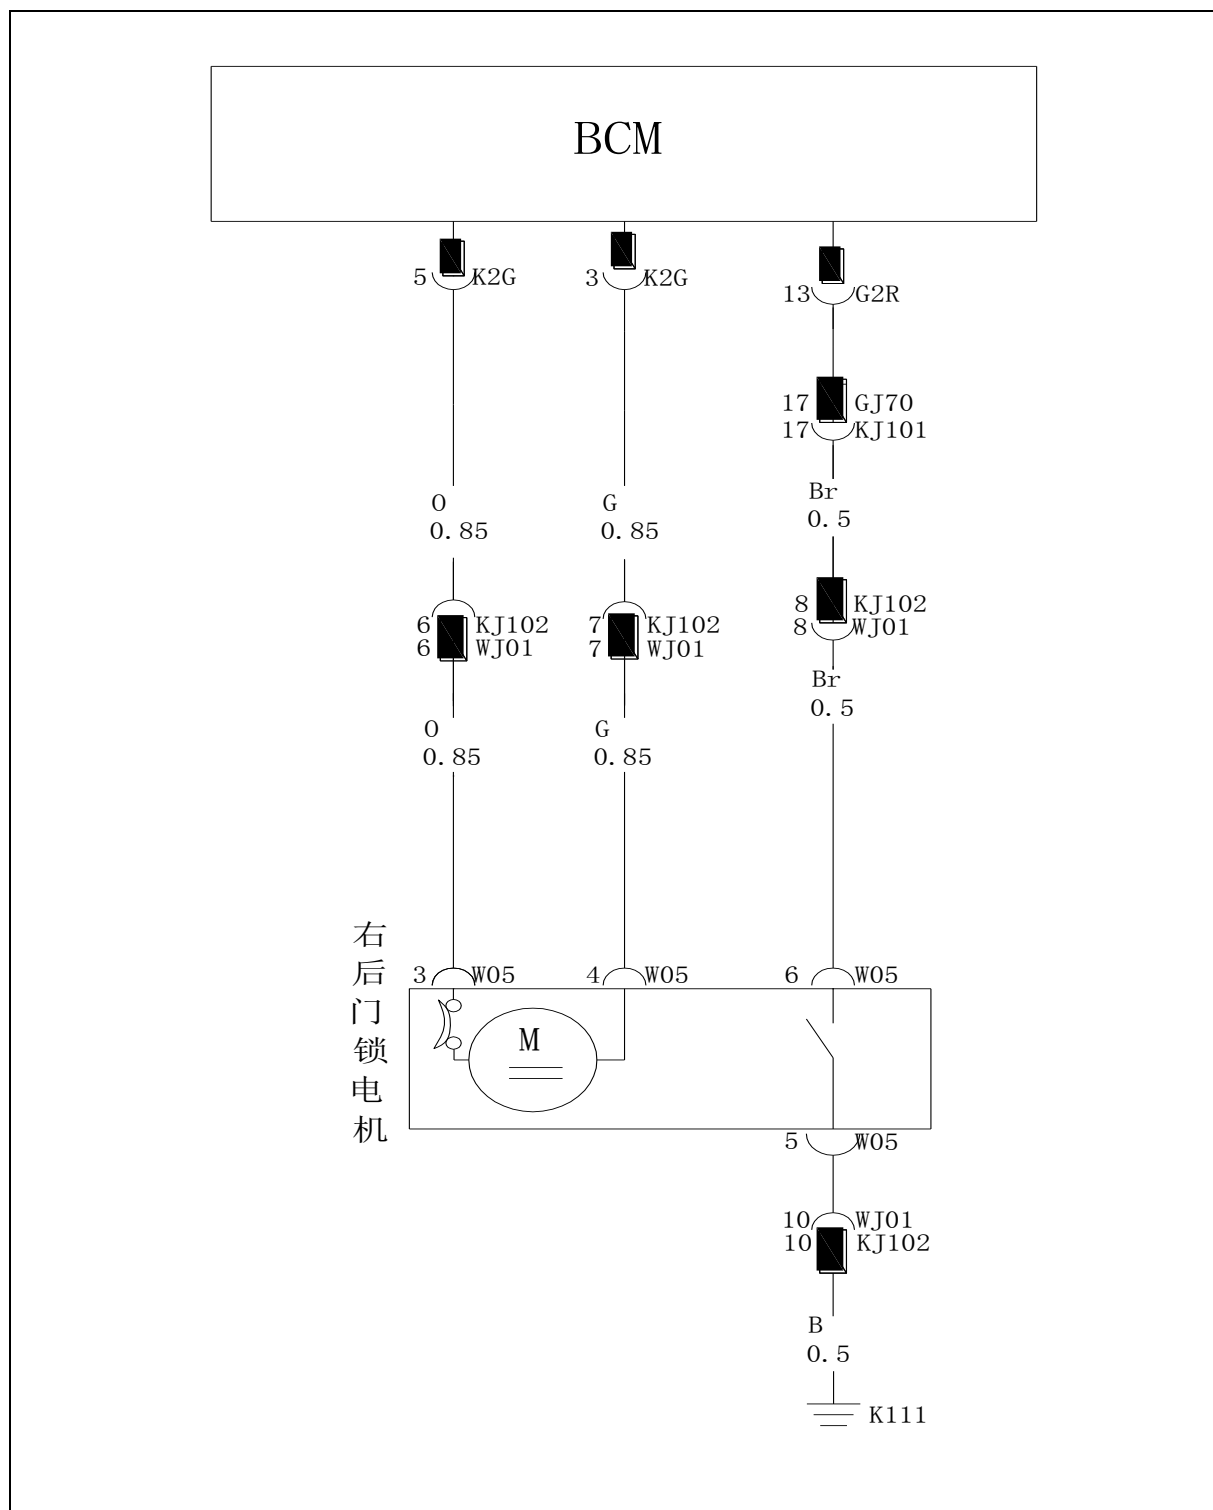 BCM
5 K2G
3 K2G
13 G2R
17 GJ70
17 KJ101
O
0.85
G
0.85
Br
0.5
6 KJ102
6 WJ01
7 KJ102
7 WJ01
8 KJ102
8 WJ01
Br
0.5
O
0.85
G
0.85
右后门锁电机
3 W05
4 W05
6 W05
M
5 W05
10 WJ01
10 KJ102
B
0.5
K111